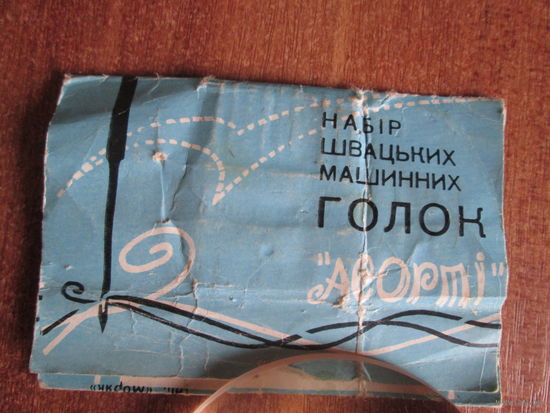 НАБІР
ШВАЦЬКИХ
МАШИННИХ
ГОЛОК
"АСОРТІ"